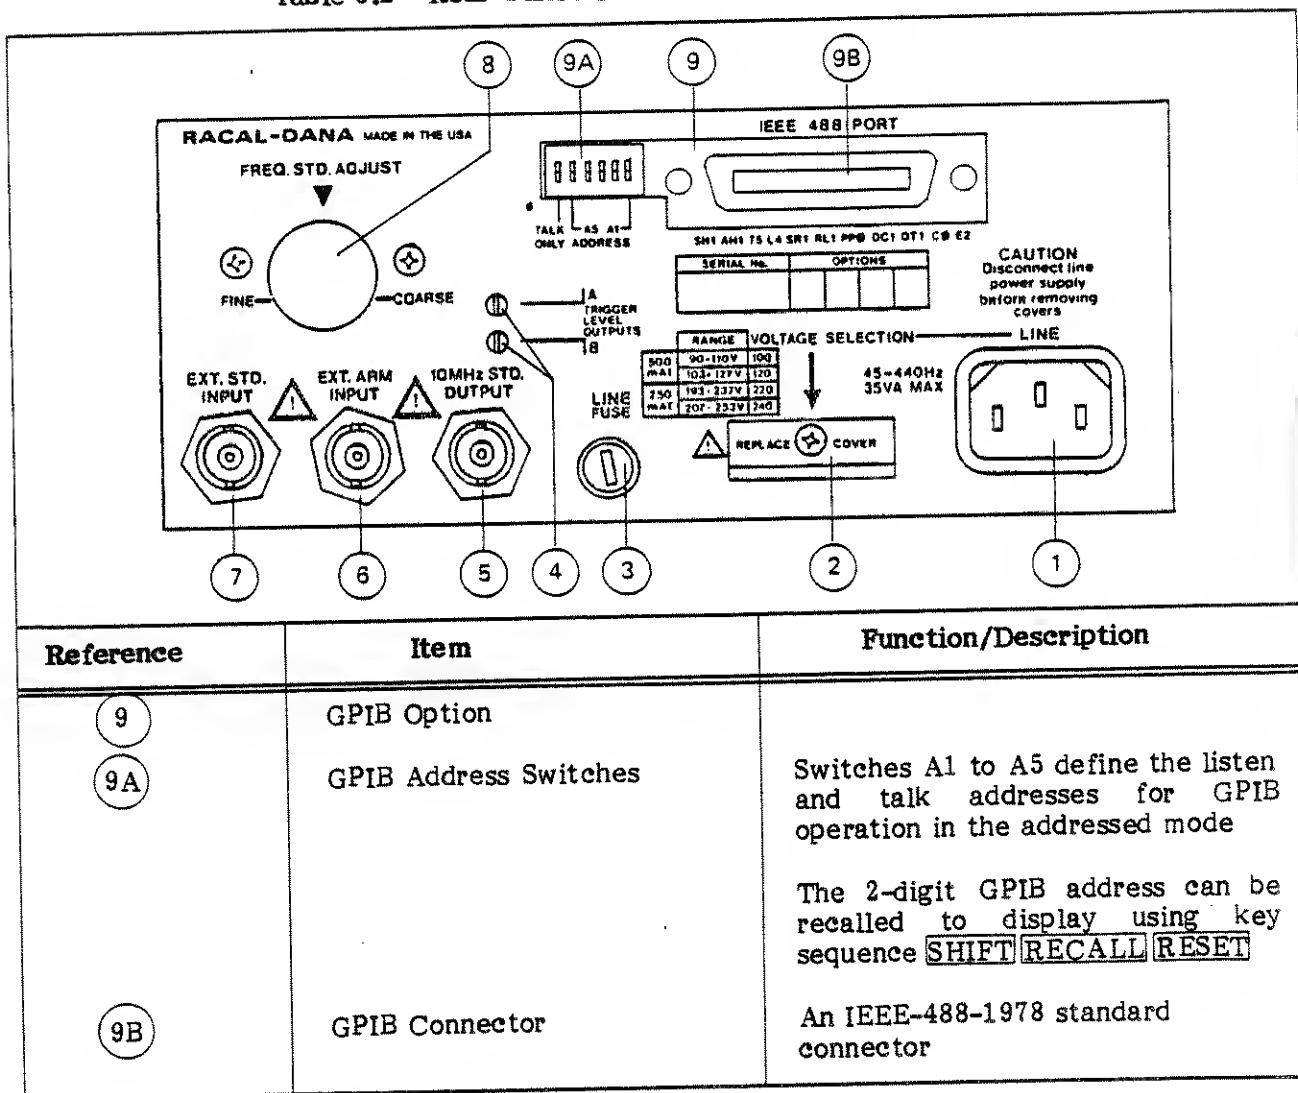 8 9A 9 9B
RACAL-DANA MADE IN THE USA
IEEE 488 PORT
FREQ. STD. ADJUST
TALK A5 A1
ONLY ADDRESS
SH1 AH1 T5 L4 SR1 RL1 PP0 DC1 DT1 C0 E2
SERIAL No. OPTIONS
CAUTION
Disconnect line
power supply
before removing
covers
FINE COARSE
A
TRIGGER
LEVEL
OUTPUTS
B
RANGE
500 mAT 90-110V 100
103-127V 120
250 mAT 193-237V 220
207-253V 240
VOLTAGE SELECTION LINE
45-440Hz
35VA MAX
EXT. STD.
INPUT
EXT. ARM
INPUT
10MHz STD.
OUTPUT
LINE
FUSE
REPLACE COVER
7 6 5 4 3 2 1
Reference Item Function/Description
9 GPIB Option
9A GPIB Address Switches Switches A1 to A5 define the listen
and talk addresses for GPIB
operation in the addressed mode
The 2-digit GPIB address can be
recalled to display using key
sequence SHIFT RECALL RESET
9B GPIB Connector An IEEE-488-1978 standard
connector